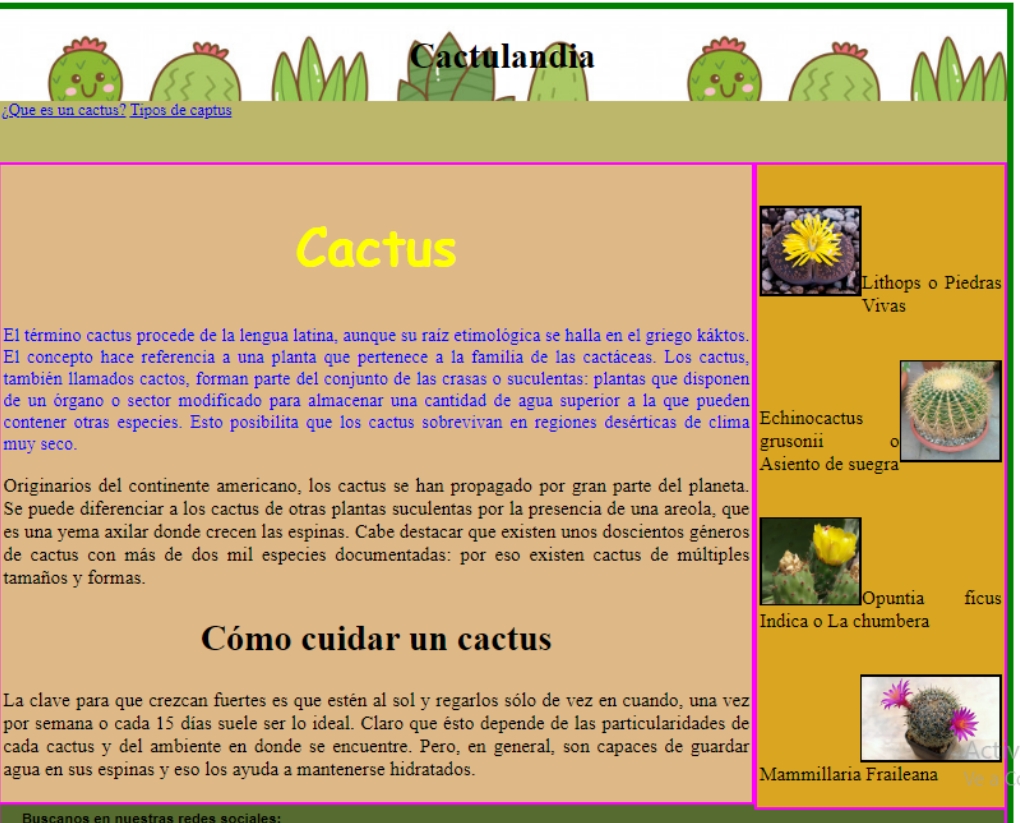 Cactulandia
¿Que es un cactus? Tipos de captus
Cactus
El término cactus procede de la lengua latina, aunque su raíz etimológica se halla en el griego káktos.
El concepto hace referencia a una planta que pertenece a la familia de las cactáceas. Los cactus,
también llamados cactos, forman parte del conjunto de las crasas o suculentas: plantas que disponen
de un órgano o sector modificado para almacenar una cantidad de agua superior a la que pueden
contener otras especies. Esto posibilita que los cactus sobrevivan en regiones desérticas de clima
muy seco.
Originarios del continente americano, los cactus se han propagado por gran parte del planeta.
Se puede diferenciar a los cactus de otras plantas suculentas por la presencia de una areola, que
es una yema axilar donde crecen las espinas. Cabe destacar que existen unos doscientos géneros
de cactus con más de dos mil especies documentadas: por eso existen cactus de múltiples
tamaños y formas.
Cómo cuidar un cactus
La clave para que crezcan fuertes es que estén al sol y regarlos sólo de vez en cuando, una vez
por semana o cada 15 días suele ser lo ideal. Claro que ésto depende de las particularidades de
cada cactus y del ambiente en donde se encuentre. Pero, en general, son capaces de guardar
agua en sus espinas y eso los ayuda a mantenerse hidratados.
Lithops o Piedras
Vivas
Echinocactus
grusonii o
Asiento de suegra
Opuntia ficus
Indica o La chumbera
Mammillaria Fraileana
Buscanos en nuestras redes sociales: